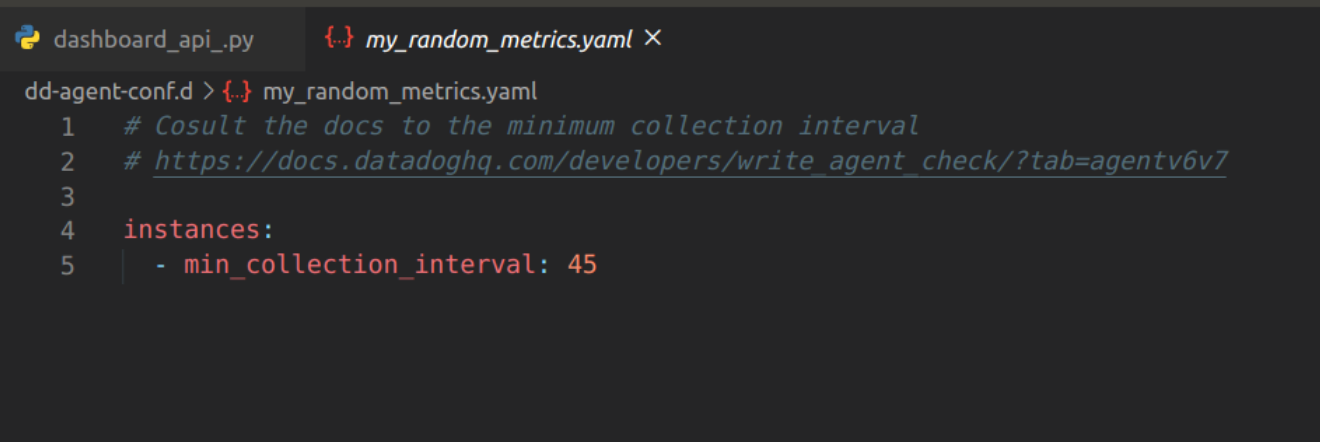 dashboard_api_.py {..} my_random_metrics.yaml ×
dd-agent-conf.d > {..} my_random_metrics.yaml
1 # Cosult the docs to the minimum collection interval
2 # https://docs.datadoghq.com/developers/write_agent_check/?tab=agentv6v7
3
4 instances:
5 - min_collection_interval: 45